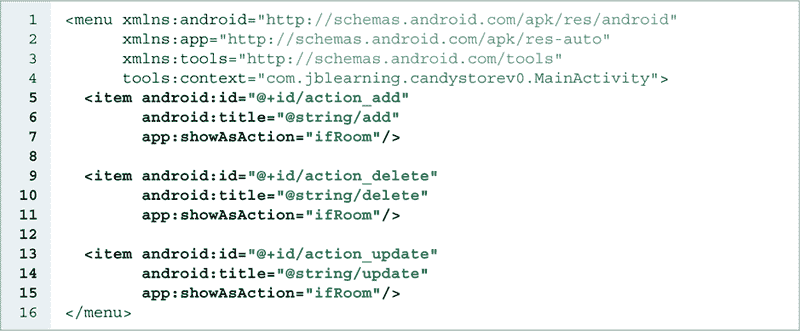 1 <menu xmlns:android="http://schemas.android.com/apk/res/android"
2 xmlns:app="http://schemas.android.com/apk/res-auto"
3 xmlns:tools="http://schemas.android.com/tools"
4 tools:context="com.jblearning.candystorev0.MainActivity">
5 <item android:id="@+id/action_add"
6 android:title="@string/add"
7 app:showAsAction="ifRoom"/>
8
9 <item android:id="@+id/action_delete"
10 android:title="@string/delete"
11 app:showAsAction="ifRoom"/>
12
13 <item android:id="@+id/action_update"
14 android:title="@string/update"
15 app:showAsAction="ifRoom"/>
16 </menu>